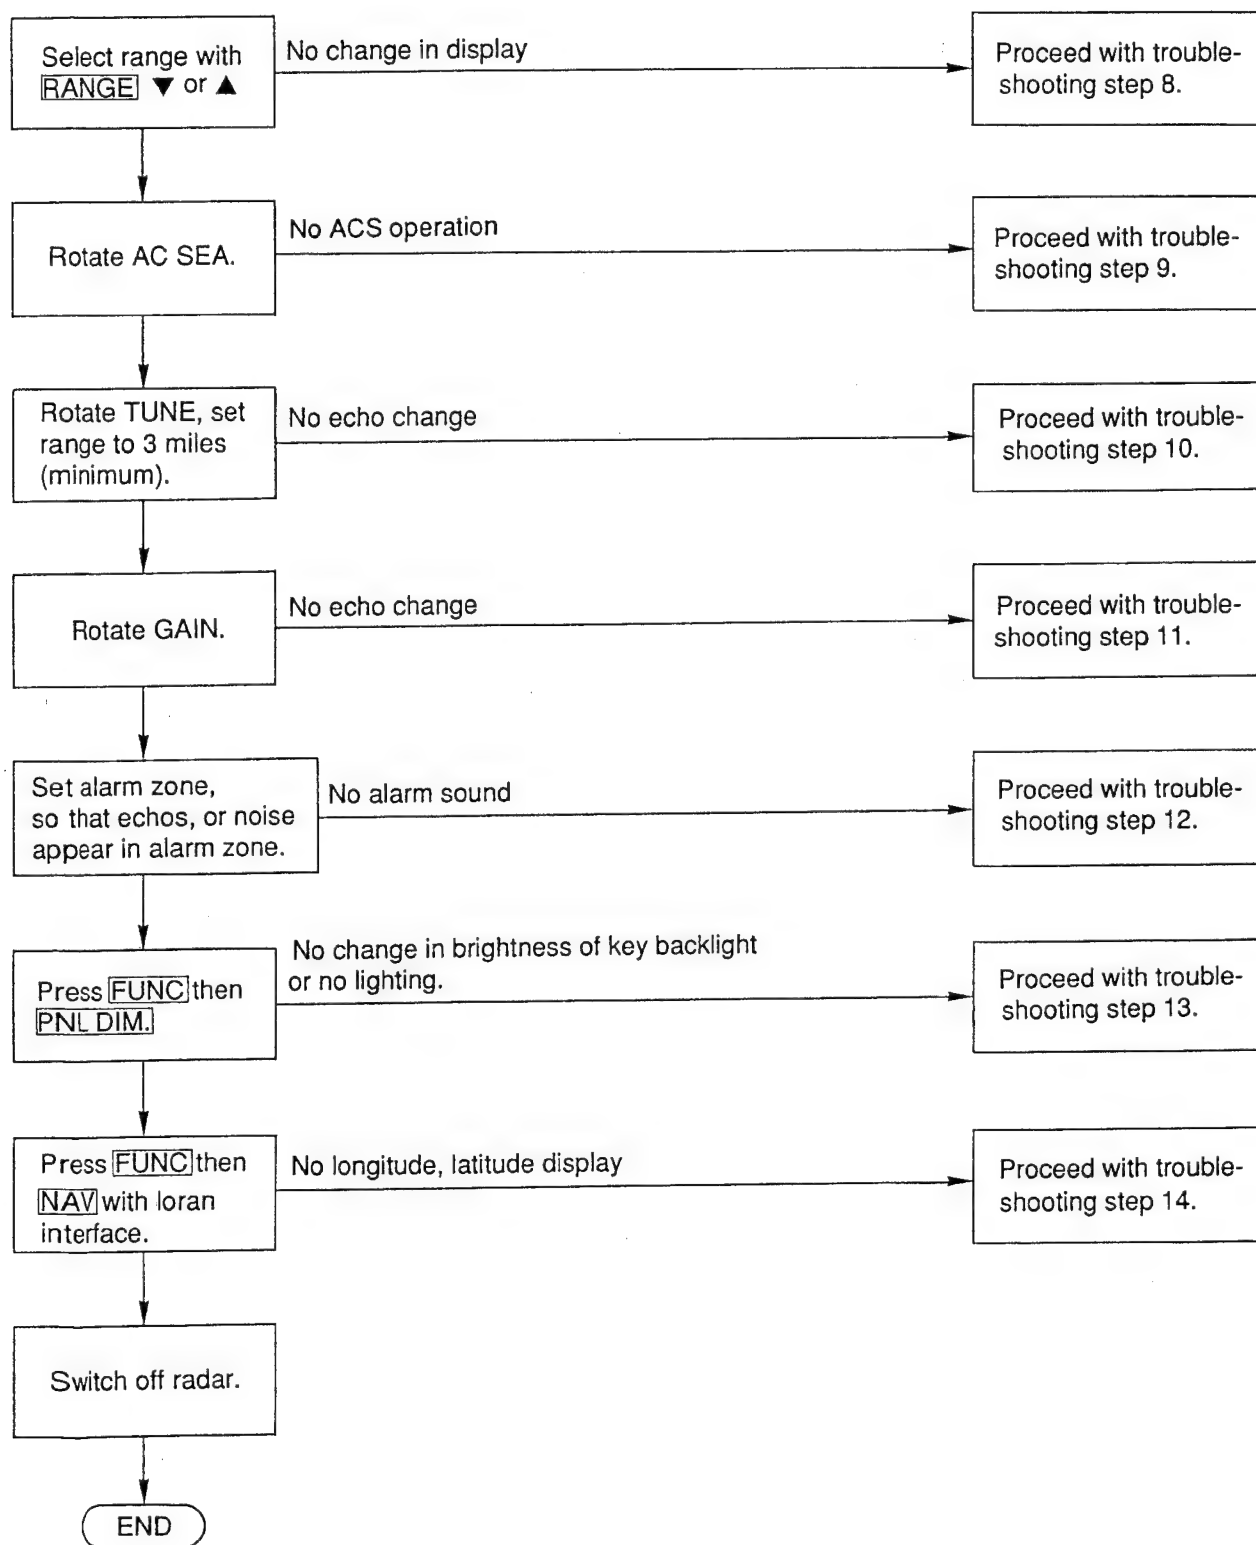 Select range with
RANGE ▼ or ▲
No change in display
Proceed with trouble-
shooting step 8.
Rotate AC SEA.
No ACS operation
Proceed with trouble-
shooting step 9.
Rotate TUNE, set
range to 3 miles
(minimum).
No echo change
Proceed with trouble-
shooting step 10.
Rotate GAIN.
No echo change
Proceed with trouble-
shooting step 11.
Set alarm zone,
so that echos, or noise
appear in alarm zone.
No alarm sound
Proceed with trouble-
shooting step 12.
Press FUNC then
PNL DIM.
No change in brightness of key backlight
or no lighting.
Proceed with trouble-
shooting step 13.
Press FUNC then
NAV with loran
interface.
No longitude, latitude display
Proceed with trouble-
shooting step 14.
Switch off radar.
END